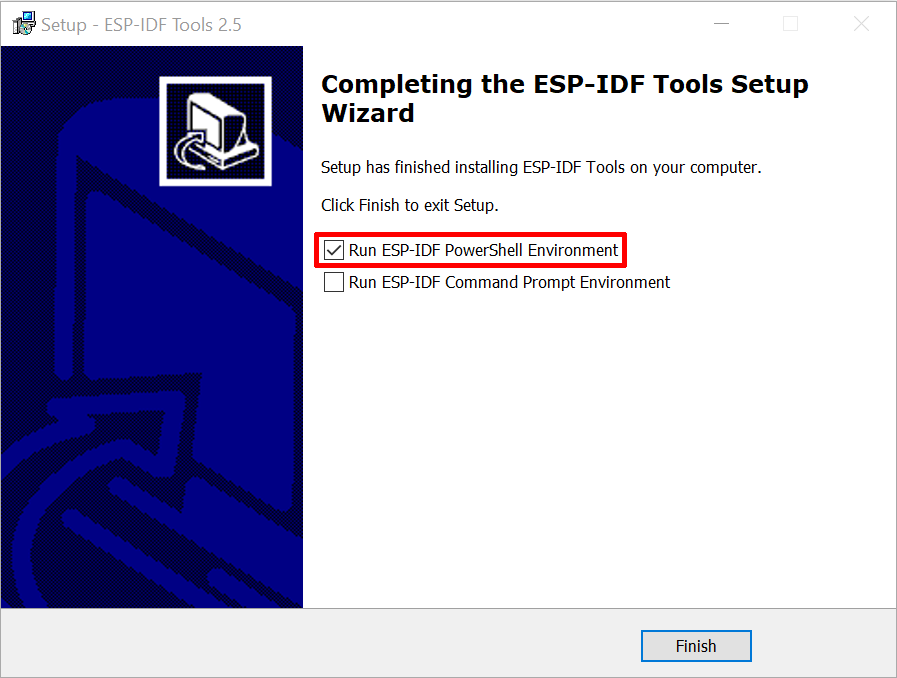 Setup - ESP-IDF Tools 2.5
Completing the ESP-IDF Tools Setup
Wizard
Setup has finished installing ESP-IDF Tools on your computer.
Click Finish to exit Setup.
Run ESP-IDF PowerShell Environment
Run ESP-IDF Command Prompt Environment
Finish